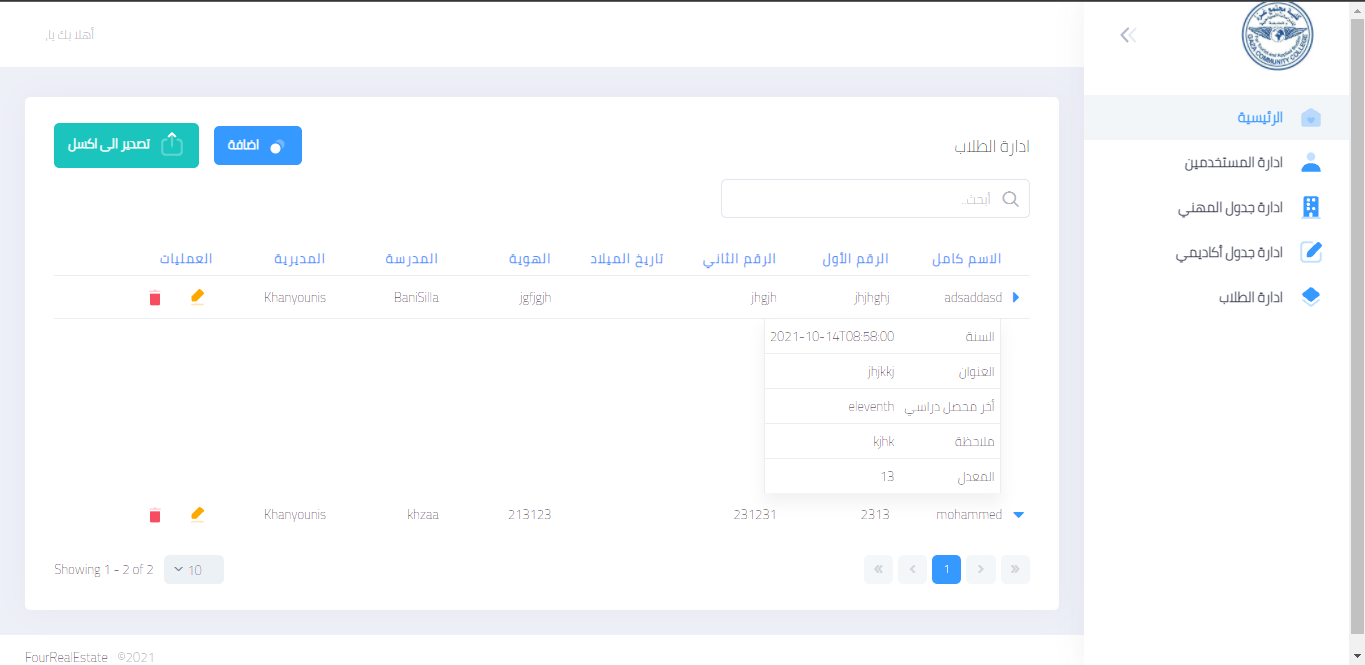 أهلا بك يا,
GAZA COMMUNITY COLLEGE
الرئيسية
ادارة المستخدمين
ادارة جدول المهني
ادارة جدول أكاديمي
ادارة الطلاب
ادارة الطلاب
اضافة
تصدير الى اكسل
أبحث..
الاسم كامل الرقم الأول الرقم الثاني تاريخ الميلاد الهوية المدرسة المديرية العمليات
adsaddasd jhjhghj jhgjh jgfjgjh BaniSilla Khanyounis
السنة 2021-10-14T08:58:00
العنوان jhjkkj
أخر محصل دراسي eleventh
ملاحظة kjhk
المعدل 13
mohammed 2313 231231 213123 khzaa Khanyounis
« ‹ 1 › »
10 Showing 1 - 2 of 2
FourRealEstate ©2021